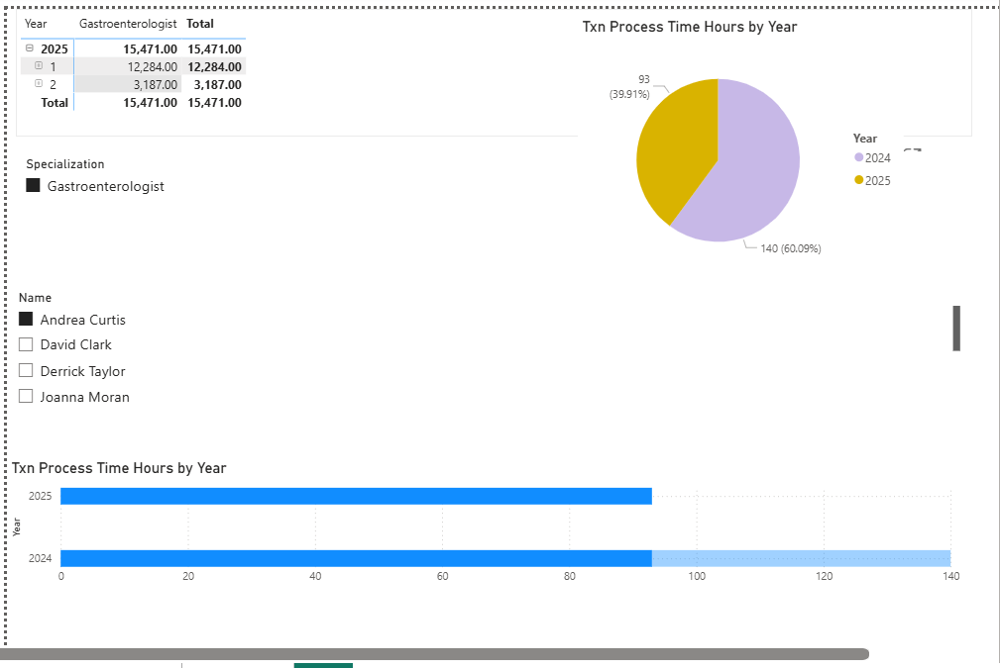 Year Gastroenterologist Total
2025 15,471.00 15,471.00
1 12,284.00 12,284.00
2 3,187.00 3,187.00
Total 15,471.00 15,471.00
Txn Process Time Hours by Year
93
(39.91%)
140 (60.09%)
Year
2024
2025
Specialization
Gastroenterologist
Name
Andrea Curtis
David Clark
Derrick Taylor
Joanna Moran
Txn Process Time Hours by Year
Year
2025
2024
0 20 40 60 80 100 120 140